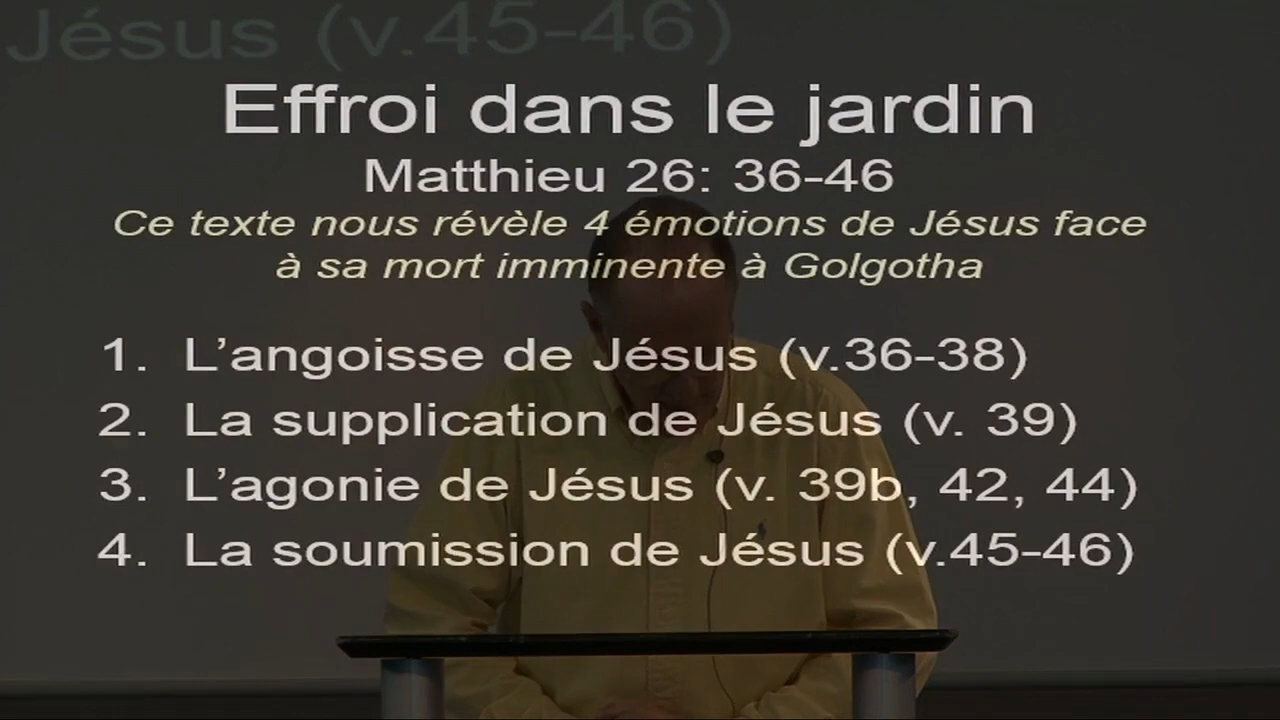 Jésus (v.45-46)
Effroi dans le jardin
Matthieu 26: 36-46
Ce texte nous révèle 4 émotions de Jésus face
à sa mort imminente à Golgotha
1. L’angoisse de Jésus (v.36-38)
2. La supplication de Jésus (v. 39)
3. L’agonie de Jésus (v. 39b, 42, 44)
4. La soumission de Jésus (v.45-46)